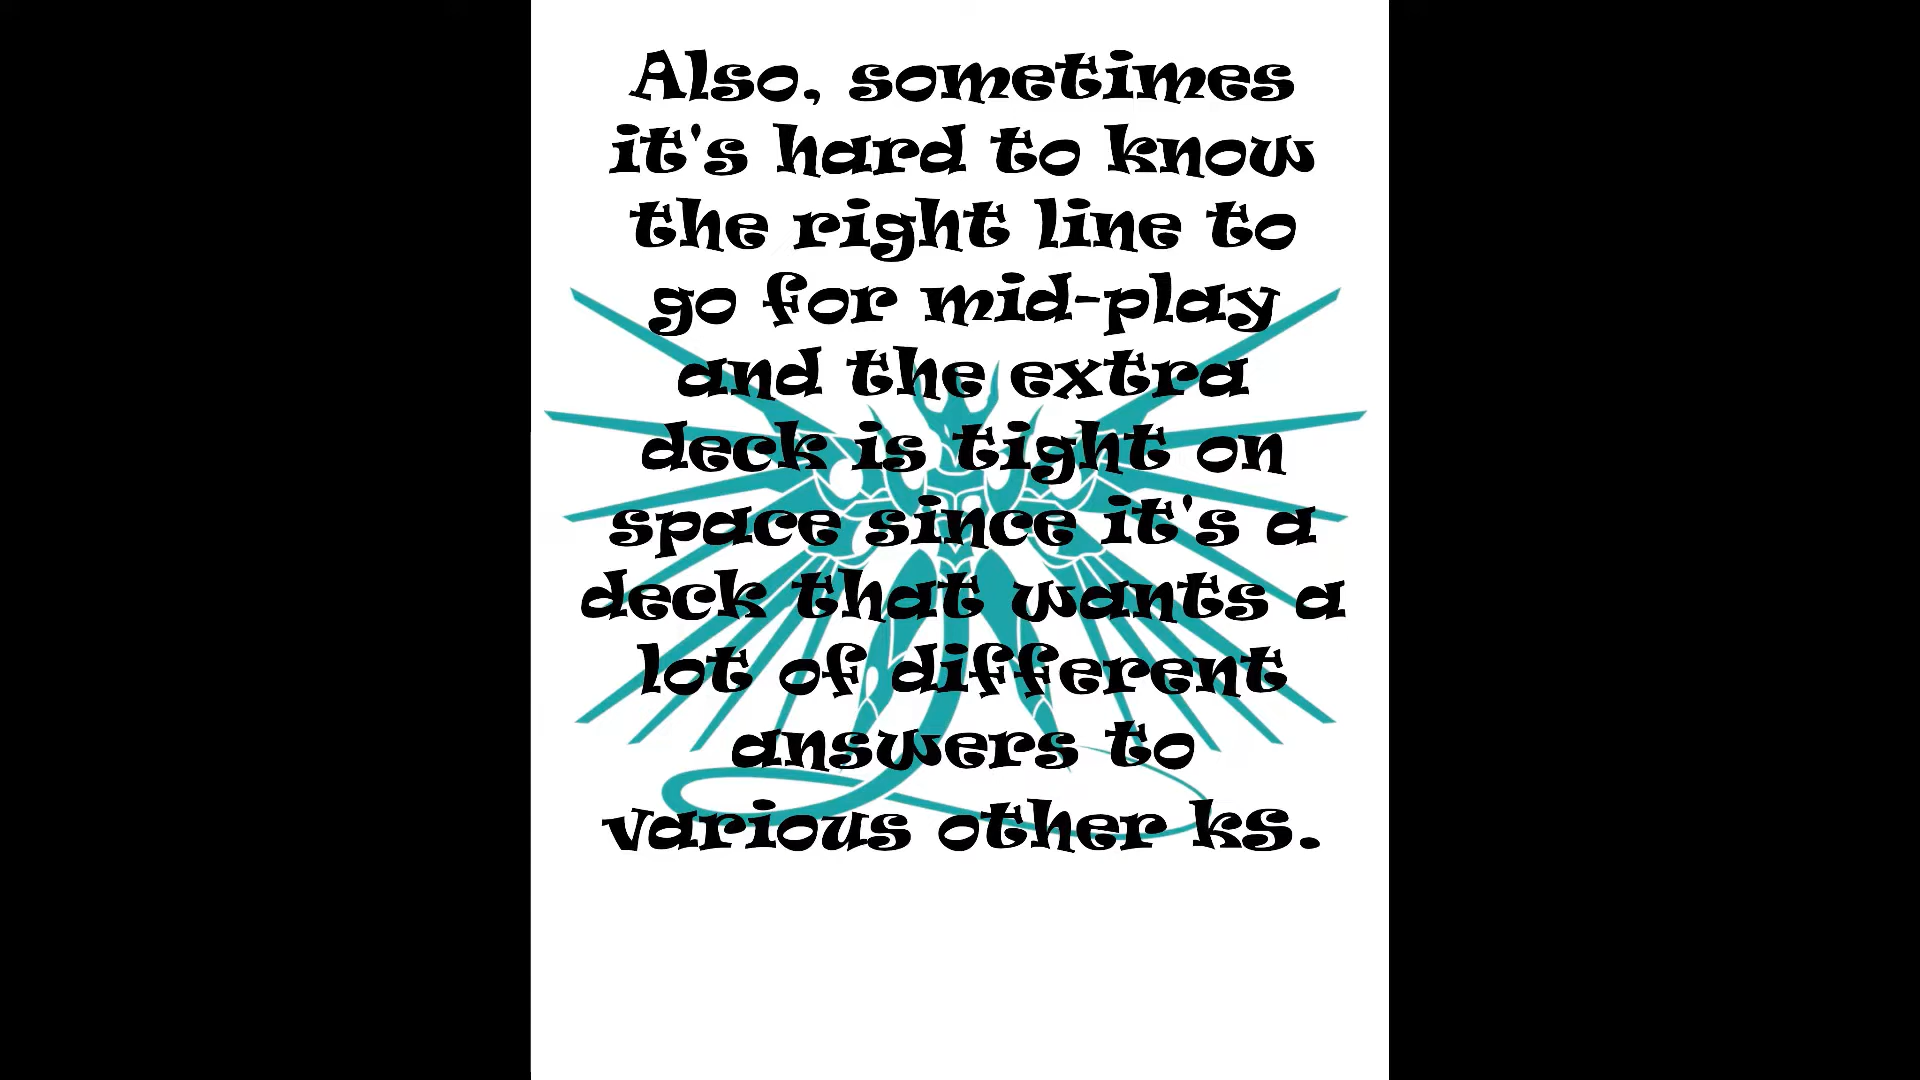 Also, sometimes
it's hard to know
the right line to
go for mid-play
and the extra
deck is tight on
space since it's a
deck that wants a
lot of different
answers to
various other ks.